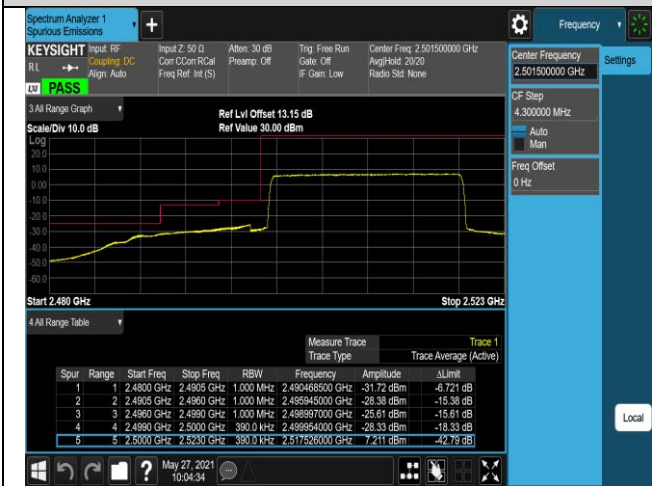 Spectrum Analyzer 1
Spurious Emissions
+
Frequency
KEYSIGHT Input: RF Input Z: 50 Ω Atten: 30 dB Trig: Free Run Center Freq: 2.501500000 GHz
RL Coupling: DC Corr CCorr RCal Preamp: Off Gate: Off Avg|Hold: 20/20
Align: Auto Freq Ref: Int (S) IF Gain: Low Radio Std: None
PASS
Center Frequency
2.501500000 GHz
Settings
CF Step
4.300000 MHz
Auto
Man
Freq Offset
0 Hz
3 All Range Graph
Ref Lvl Offset 13.15 dB
Scale/Div 10.0 dB Ref Value 30.00 dBm
Log
20.0
10.0
0.00
-10.0
-20.0
-30.0
-40.0
-50.0
-60.0
Start 2.480 GHz Stop 2.523 GHz
4 All Range Table
Measure Trace Trace 1
Trace Type Trace Average (Active)
Spur Range Start Freq Stop Freq RBW Frequency Amplitude ΔLimit
1 1 2.4800 GHz 2.4905 GHz 1.000 MHz 2.490468500 GHz -31.72 dBm -6.721 dB
2 2 2.4905 GHz 2.4960 GHz 1.000 MHz 2.495945000 GHz -28.38 dBm -15.38 dB
3 3 2.4960 GHz 2.4990 GHz 1.000 MHz 2.498997000 GHz -25.61 dBm -15.61 dB
4 4 2.4990 GHz 2.5000 GHz 390.0 kHz 2.499954000 GHz -28.33 dBm -18.33 dB
5 5 2.5000 GHz 2.5230 GHz 390.0 kHz 2.517526000 GHz 7.211 dBm -42.79 dB
Local
? May 27, 2021
10:04:34